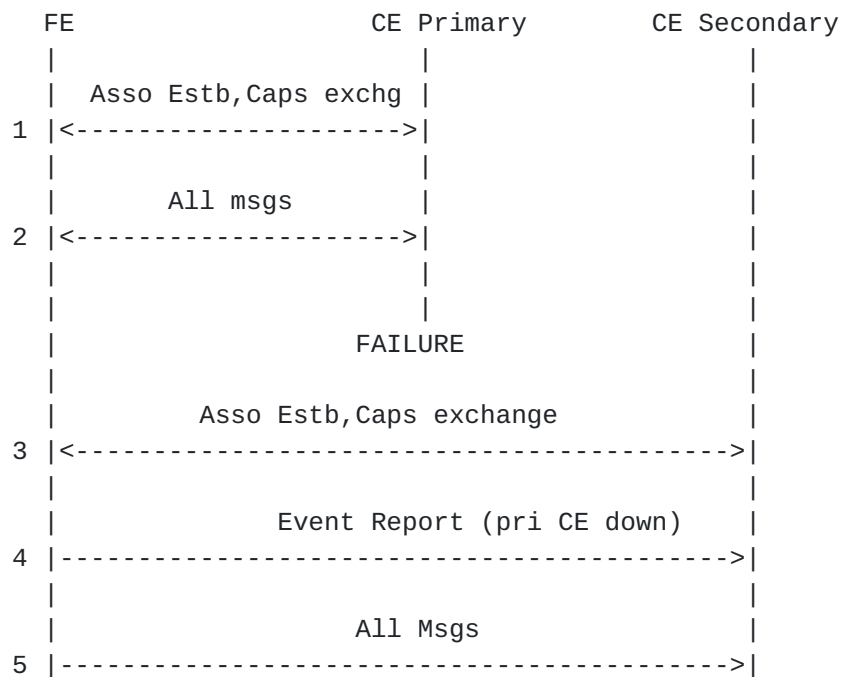 FE                   CE Primary        CE Secondary
  |                       |                    |
  |  Asso Estb,Caps exchg |                    |
1 |<--------------------->|                    |
  |                       |                    |
  |       All msgs        |                    |
2 |<--------------------->|                    |
  |                       |                    |
  |                       |                    |
  |                   FAILURE                  |
  |                                            |
  |         Asso Estb,Caps exchange            |
3 |<------------------------------------------>|
  |                                            |
  |              Event Report (pri CE down)    |
4 |------------------------------------------->|
  |                                            |
  |                   All Msgs                 |
5 |------------------------------------------->|